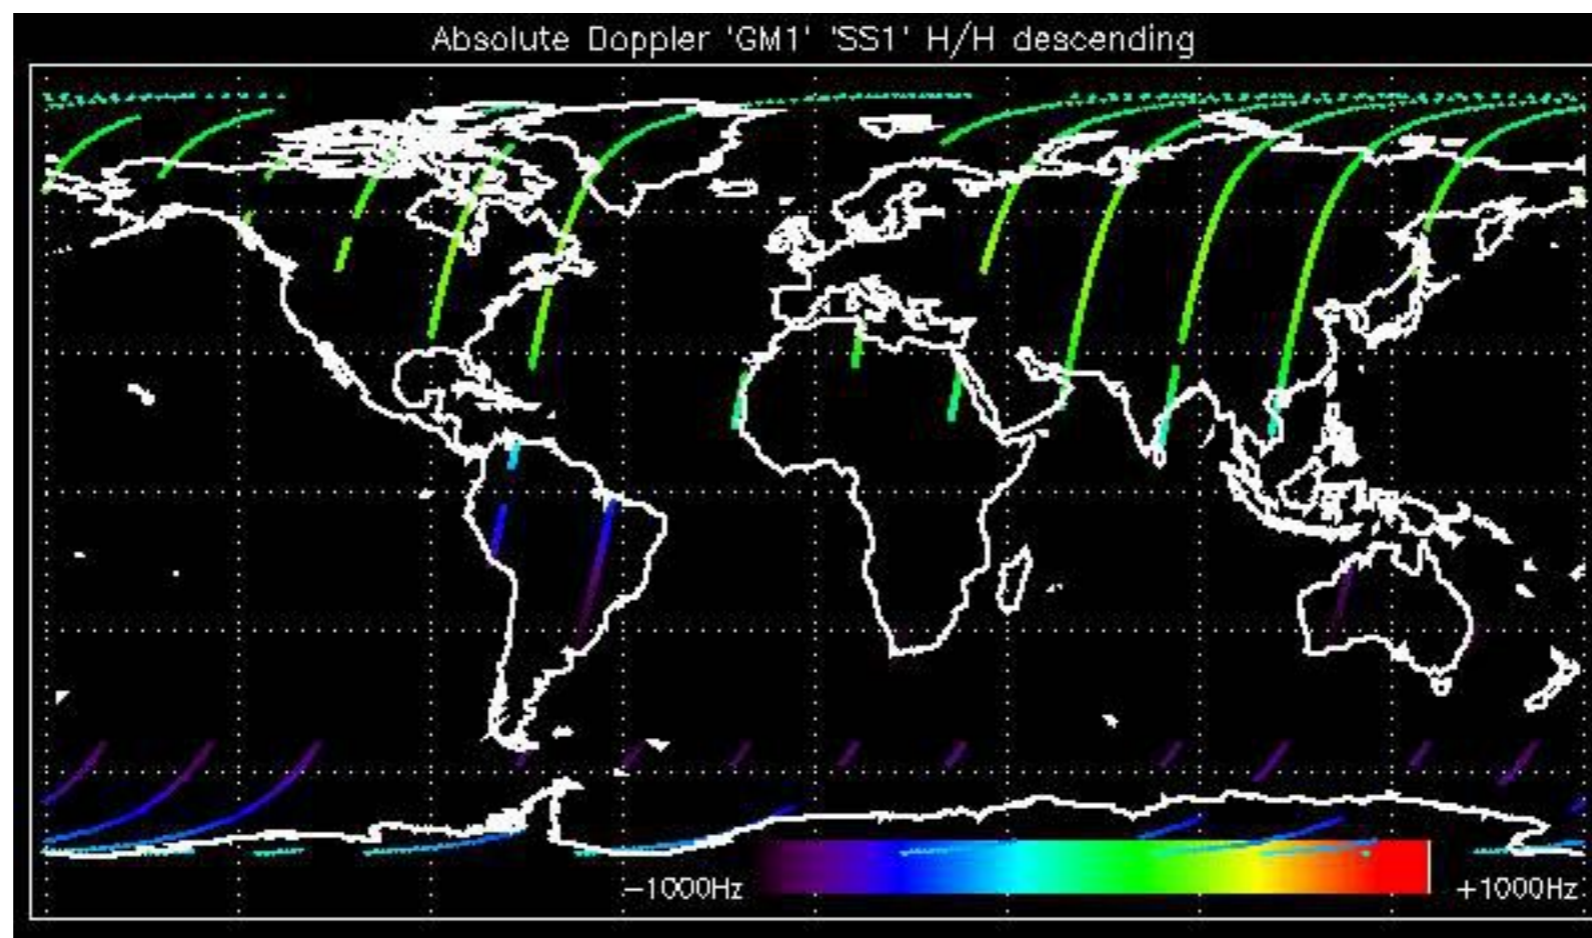 Absolute Doppler 'GM1' 'SS1' H/H descending
−1000Hz
+1000Hz